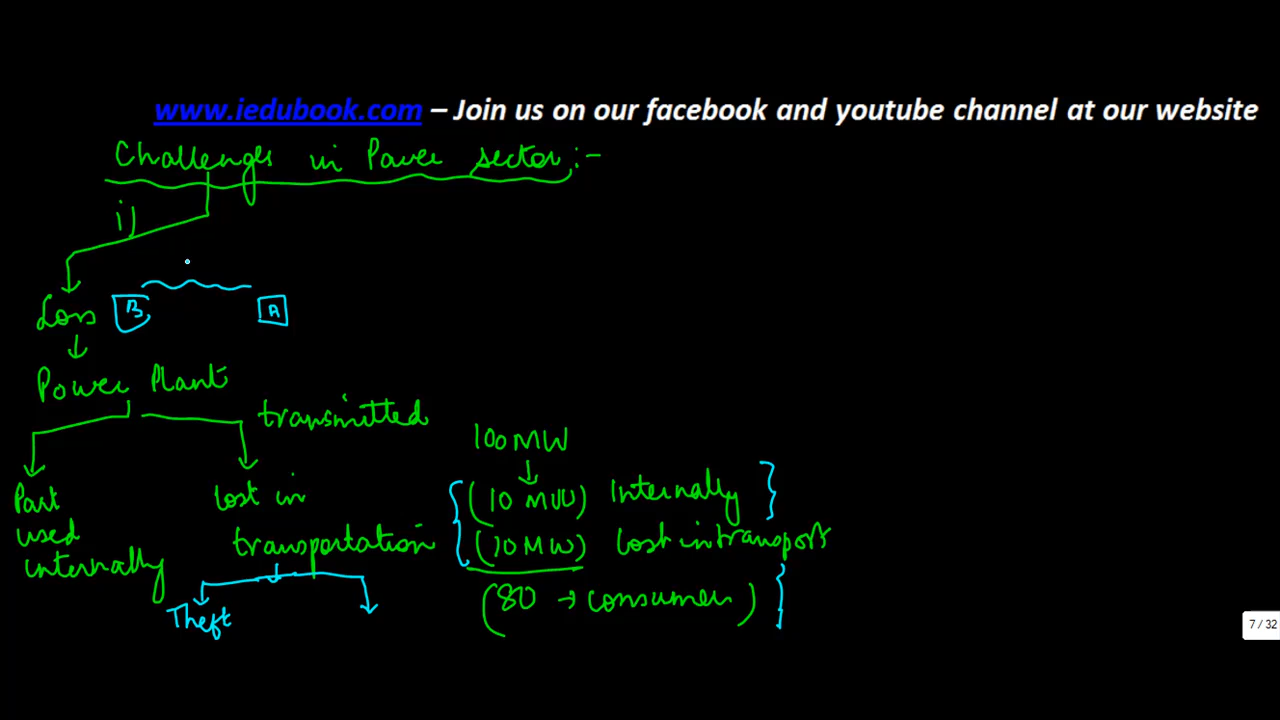 www.iedubook.com – Join us on our facebook and youtube channel at our website
Challenges in Power sector :-
i)
Loss
B
A
Power Plant
transmitted
Part
used
internally
Lost in
transportation
Theft
100 MW
(10 MW) Internally
(10 MW) Lost in transport
(80 → consumer)
7 / 32